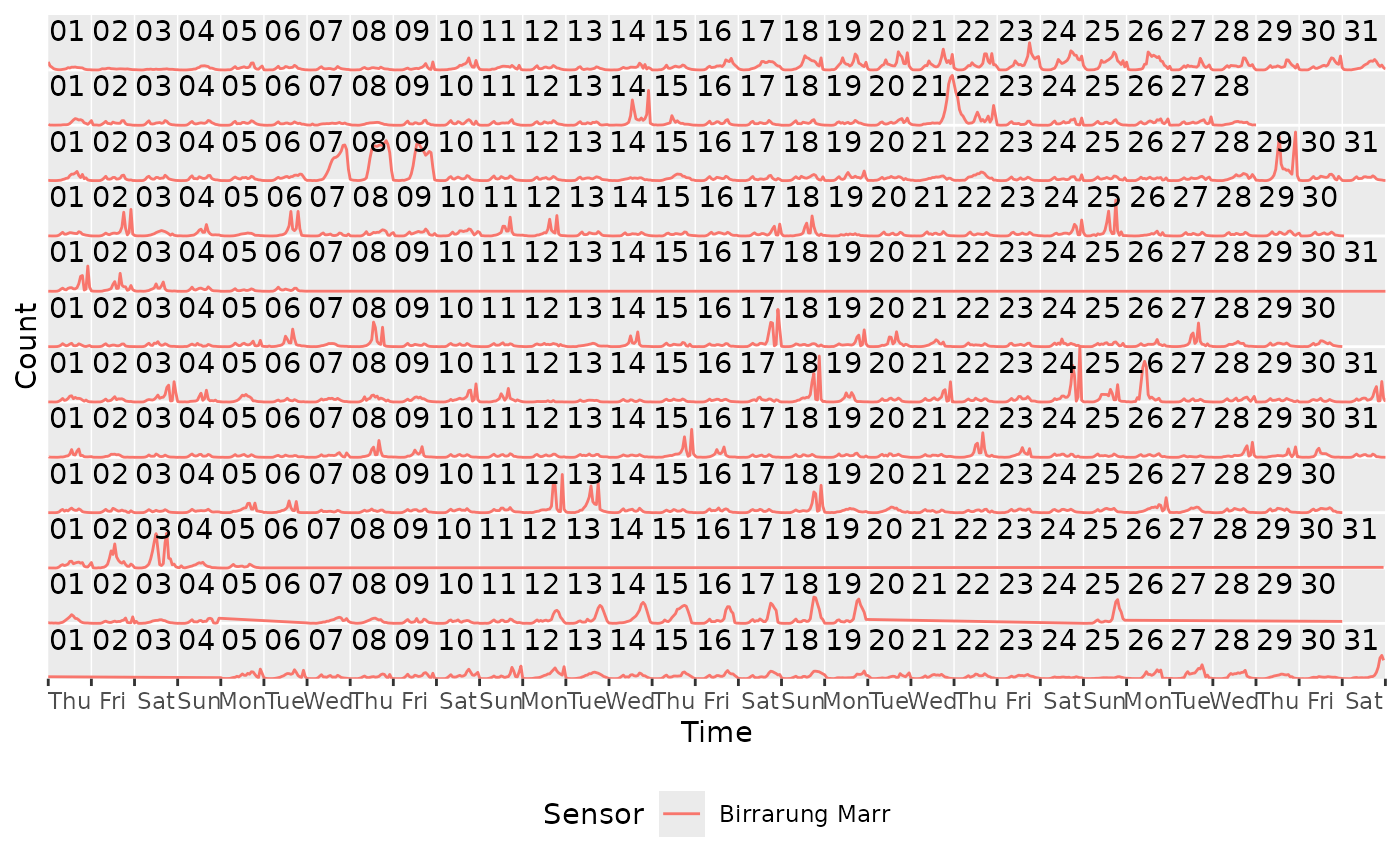 01 02 03 04 05 06 07 08 09 10 11 12 13 14 15 16 17 18 19 20 21 22 23 24 25 26 27 28 29 30 31
01 02 03 04 05 06 07 08 09 10 11 12 13 14 15 16 17 18 19 20 21 22 23 24 25 26 27 28
01 02 03 04 05 06 07 08 09 10 11 12 13 14 15 16 17 18 19 20 21 22 23 24 25 26 27 28 29 30 31
01 02 03 04 05 06 07 08 09 10 11 12 13 14 15 16 17 18 19 20 21 22 23 24 25 26 27 28 29 30
01 02 03 04 05 06 07 08 09 10 11 12 13 14 15 16 17 18 19 20 21 22 23 24 25 26 27 28 29 30 31
01 02 03 04 05 06 07 08 09 10 11 12 13 14 15 16 17 18 19 20 21 22 23 24 25 26 27 28 29 30
01 02 03 04 05 06 07 08 09 10 11 12 13 14 15 16 17 18 19 20 21 22 23 24 25 26 27 28 29 30 31
01 02 03 04 05 06 07 08 09 10 11 12 13 14 15 16 17 18 19 20 21 22 23 24 25 26 27 28 29 30 31
01 02 03 04 05 06 07 08 09 10 11 12 13 14 15 16 17 18 19 20 21 22 23 24 25 26 27 28 29 30
01 02 03 04 05 06 07 08 09 10 11 12 13 14 15 16 17 18 19 20 21 22 23 24 25 26 27 28 29 30 31
01 02 03 04 05 06 07 08 09 10 11 12 13 14 15 16 17 18 19 20 21 22 23 24 25 26 27 28 29 30
01 02 03 04 05 06 07 08 09 10 11 12 13 14 15 16 17 18 19 20 21 22 23 24 25 26 27 28 29 30 31
Count
Thu Fri Sat Sun Mon Tue Wed Thu Fri Sat Sun Mon Tue Wed Thu Fri Sat Sun Mon Tue Wed Thu Fri Sat Sun Mon Tue Wed Thu Fri Sat
Time
Sensor Birrarung Marr